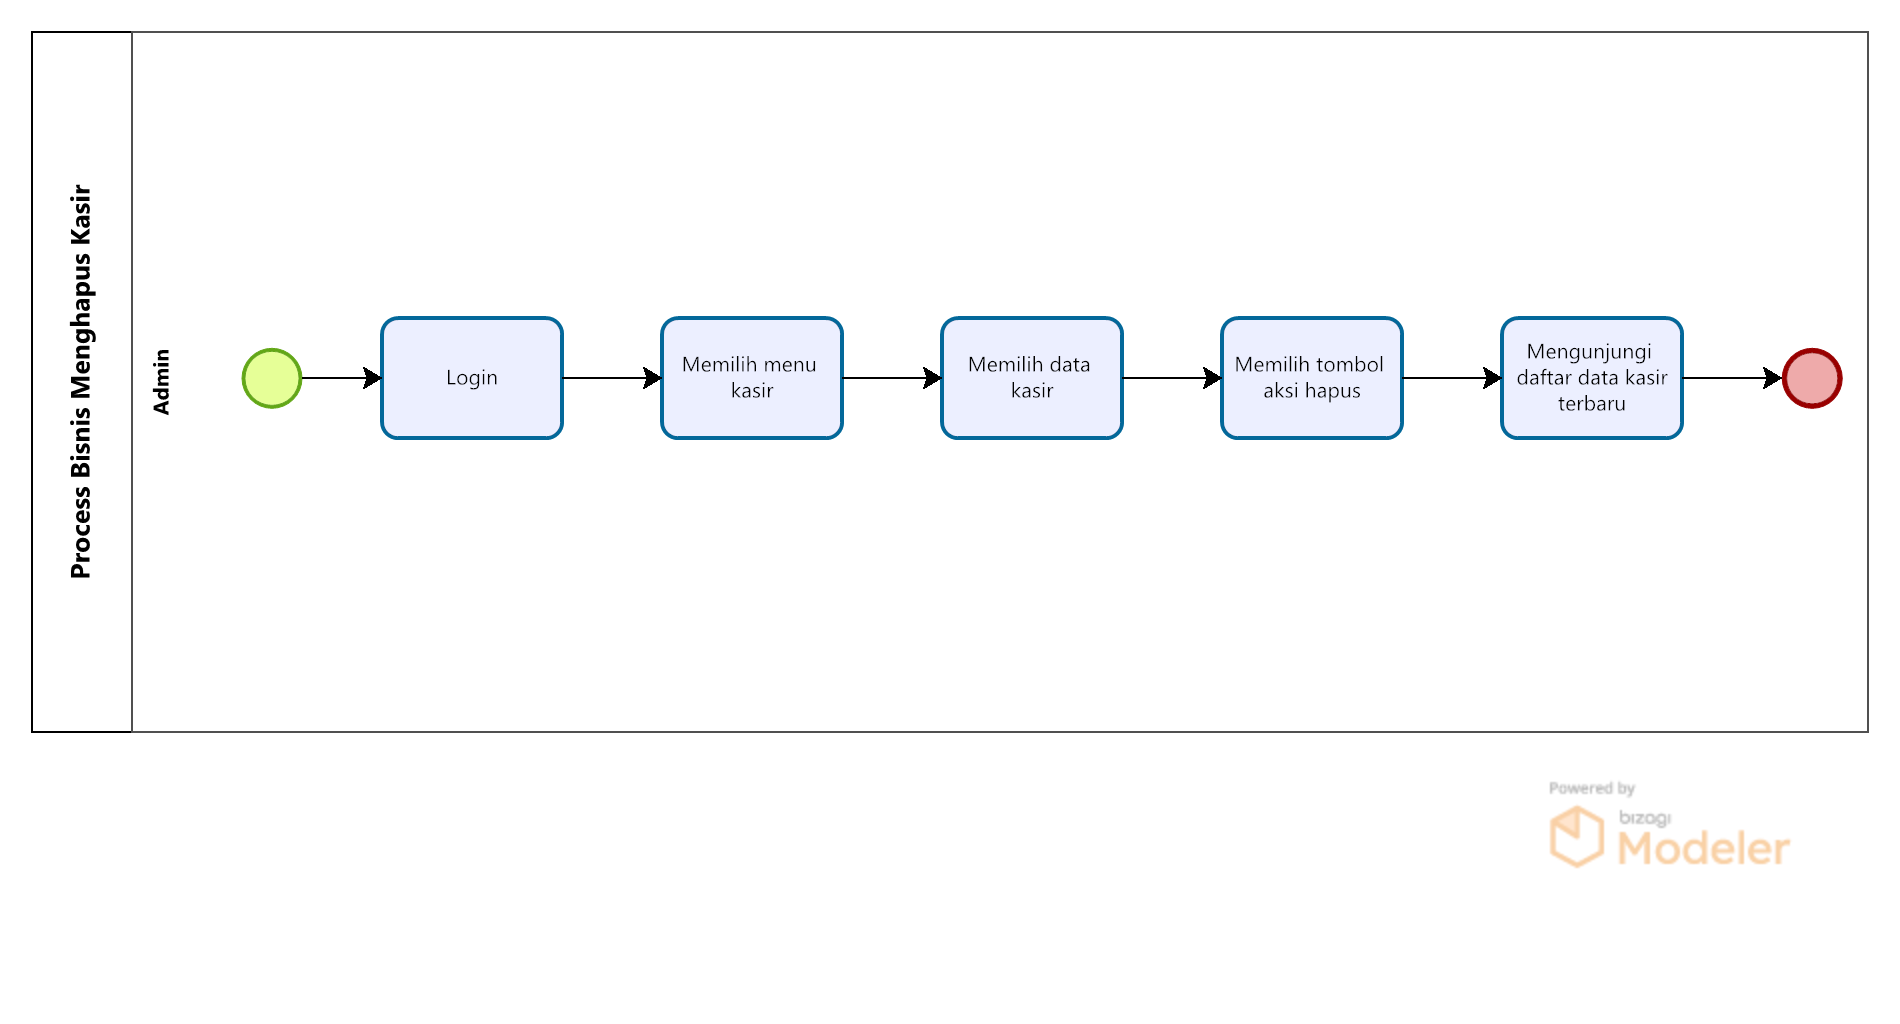 Process Bisnis Menghapus Kasir
Admin
Login
Memilih menu
kasir
Memilih data
kasir
Memilih tombol
aksi hapus
Mengunjungi
daftar data kasir
terbaru
Powered by
bizagi
Modeler